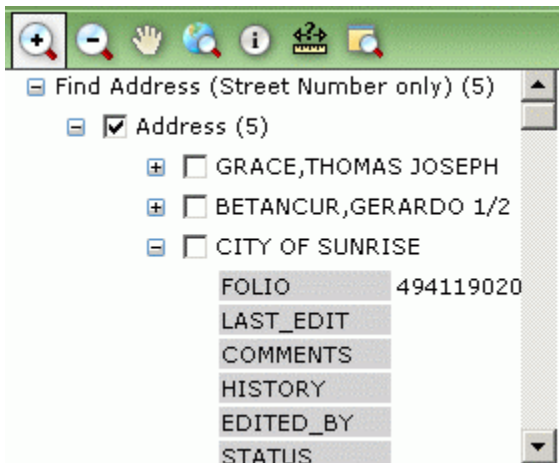 Find Address (Street Number only) (5)
Address (5)
GRACE,THOMAS JOSEPH
BETANCUR,GERARDO 1/2
CITY OF SUNRISE
FOLIO 494119020
LAST_EDIT
COMMENTS
HISTORY
EDITED_BY
STATUS